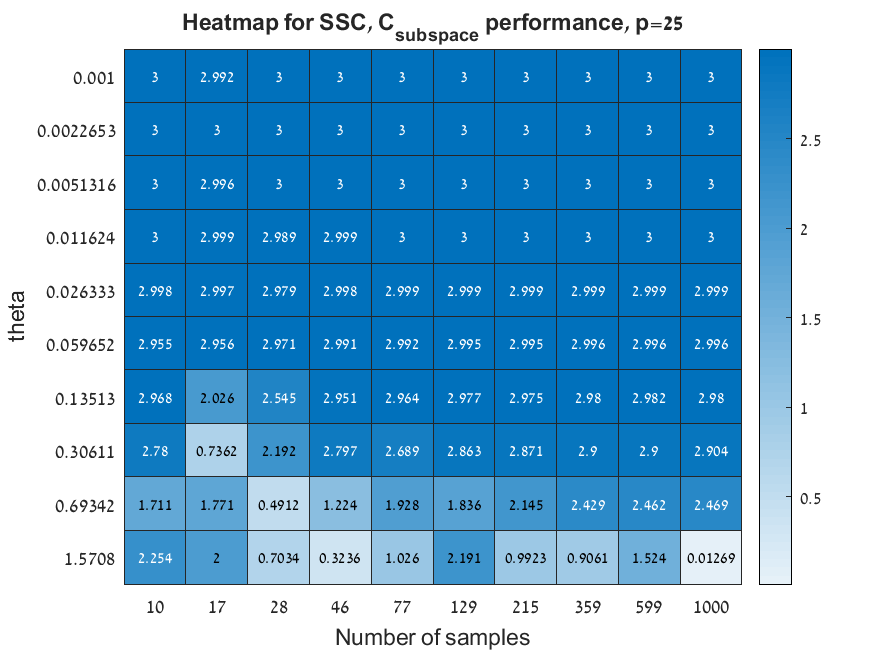 Heatmap for SSC, C_subspace performance, p=25
0.001 3 2.992 3 3 3 3 3 3 3 3
0.0022653 3 3 3 3 3 3 3 3 3 3
0.0051316 3 2.996 3 3 3 3 3 3 3 3
0.011624 3 2.999 2.989 2.999 3 3 3 3 3 3
0.026333 2.998 2.997 2.979 2.998 2.999 2.999 2.999 2.999 2.999 2.999
0.059652 2.955 2.956 2.971 2.991 2.992 2.995 2.995 2.996 2.996 2.996
0.13513 2.968 2.026 2.545 2.951 2.964 2.977 2.975 2.98 2.982 2.98
0.30611 2.78 0.7362 2.192 2.797 2.689 2.863 2.871 2.9 2.9 2.904
0.69342 1.711 1.771 0.4912 1.224 1.928 1.836 2.145 2.429 2.462 2.469
1.5708 2.254 2 0.7034 0.3236 1.026 2.191 0.9923 0.9061 1.524 0.01269
10 17 28 46 77 129 215 359 599 1000
Number of samples
theta
2.5
2
1.5
1
0.5